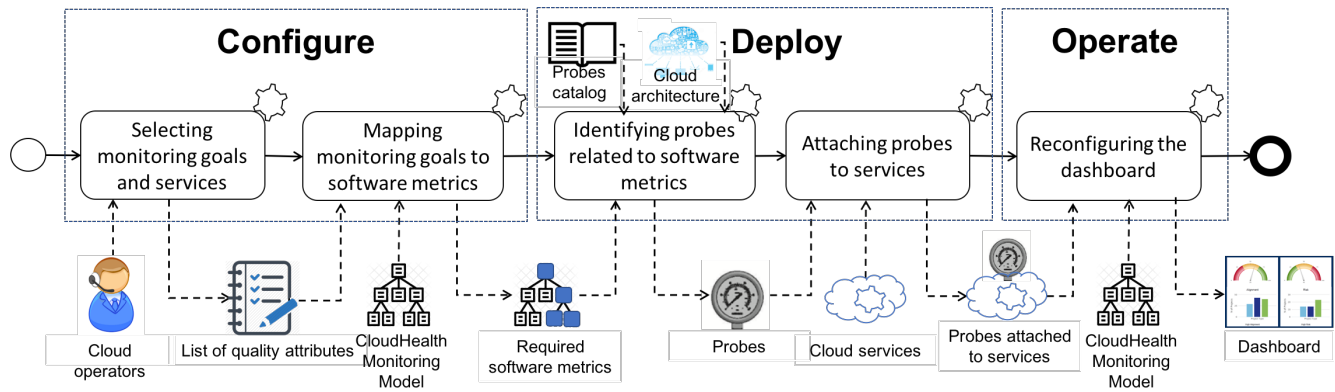 Configure
Deploy
Operate
Probes
catalog
Cloud
architecture
Selecting
monitoring goals
and services
Mapping
monitoring goals to
software metrics
Identifying probes
related to software
metrics
Attaching probes
to services
Reconfiguring the
dashboard
Cloud
operators
List of quality attributes
CloudHealth
Monitoring
Model
Required
software metrics
Probes
Cloud services
Probes attached
to services
CloudHealth
Monitoring
Model
Dashboard